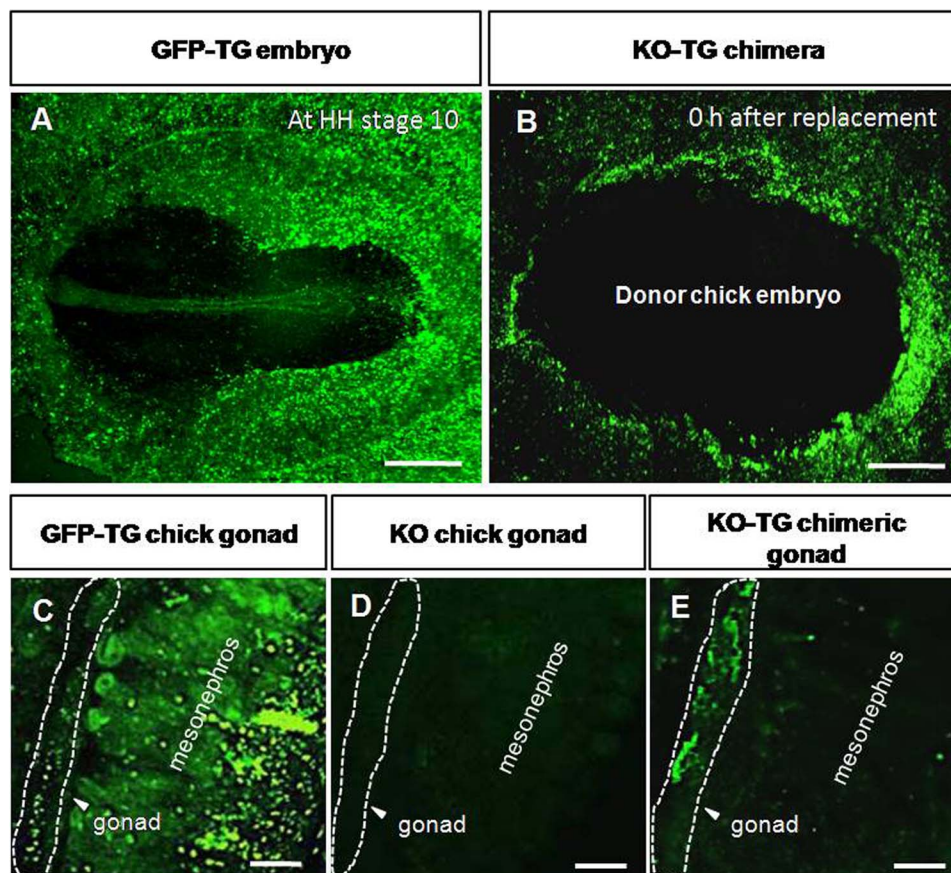 GFP-TG embryo
KO-TG chimera
A
At HH stage 10
B
0 h after replacement
Donor chick embryo
GFP-TG chick gonad
KO chick gonad
KO-TG chimeric
gonad
C
mesonephros
gonad
D
mesonephros
gonad
E
mesonephros
gonad